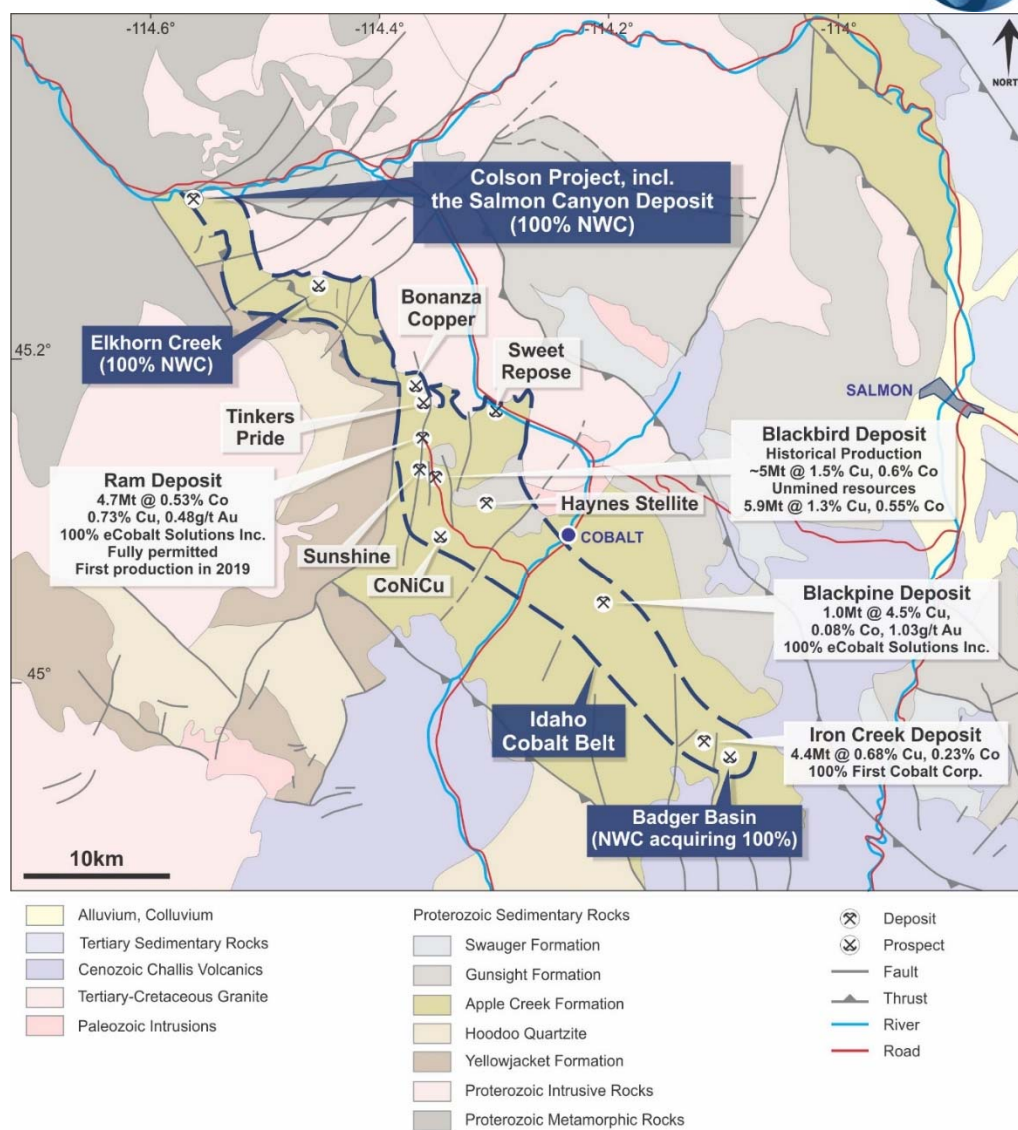 -114.6°
-114.4°
-114.2°
-114°
NORTH
Colson Project, incl.
the Salmon Canyon Deposit
(100% NWC)
Bonanza
Copper
Elkhorn Creek
(100% NWC)
45.2°
Sweet
Repose
SALMON
Tinkers
Pride
Blackbird Deposit
Historical Production
~5Mt @ 1.5% Cu, 0.6% Co
Unmined resources
5.9Mt @ 1.3% Cu, 0.55% Co
Ram Deposit
4.7Mt @ 0.53% Co
0.73% Cu, 0.48g/t Au
100% eCobalt Solutions Inc.
Fully permitted
First production in 2019
Haynes Stellite
Sunshine
COBALT
CoNiCu
Blackpine Deposit
1.0Mt @ 4.5% Cu,
0.08% Co, 1.03g/t Au
100% eCobalt Solutions Inc.
45°
Idaho
Cobalt Belt
Iron Creek Deposit
4.4Mt @ 0.68% Cu, 0.23% Co
100% First Cobalt Corp.
Badger Basin
(NWC acquiring 100%)
10km
Alluvium, Colluvium
Tertiary Sedimentary Rocks
Cenozoic Challis Volcanics
Tertiary-Cretaceous Granite
Paleozoic Intrusions
Proterozoic Sedimentary Rocks
Swauger Formation
Gunsight Formation
Apple Creek Formation
Hoodoo Quartzite
Yellowjacket Formation
Proterozoic Intrusive Rocks
Proterozoic Metamorphic Rocks
Deposit
Prospect
Fault
Thrust
River
Road